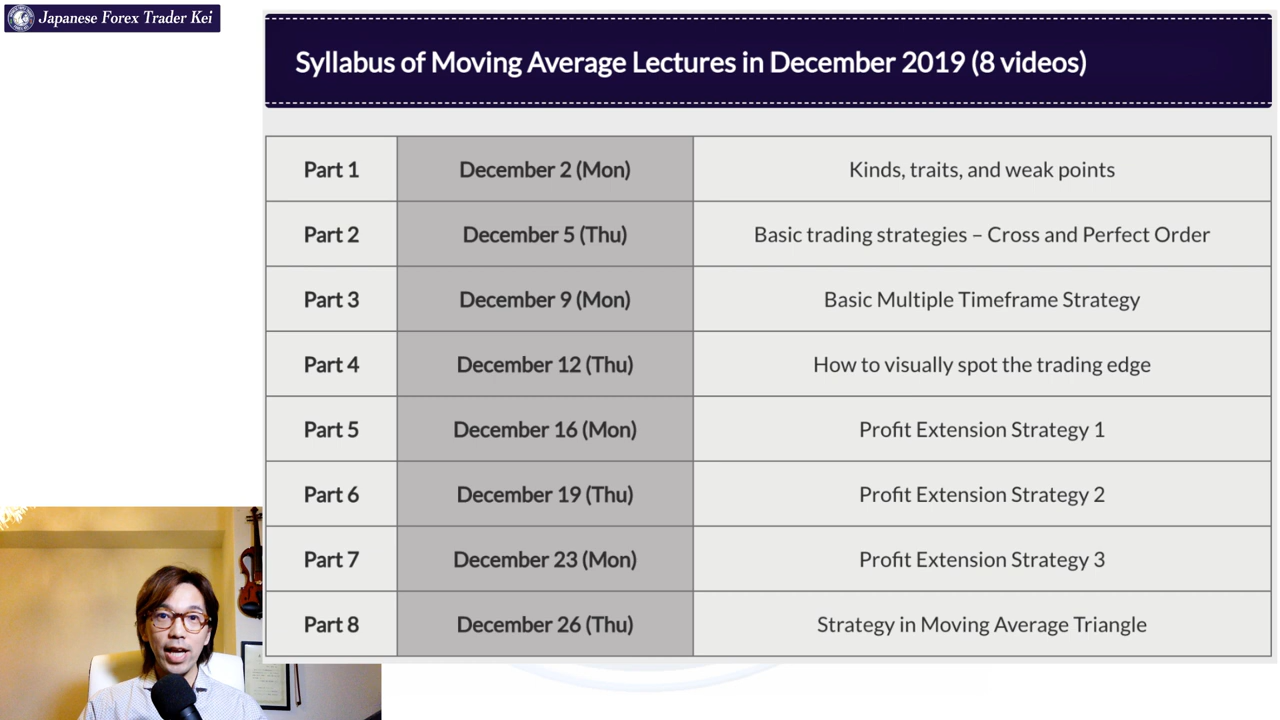 Japanese Forex Trader Kei
Syllabus of Moving Average Lectures in December 2019 (8 videos)
Part 1 December 2 (Mon) Kinds, traits, and weak points
Part 2 December 5 (Thu) Basic trading strategies – Cross and Perfect Order
Part 3 December 9 (Mon) Basic Multiple Timeframe Strategy
Part 4 December 12 (Thu) How to visually spot the trading edge
Part 5 December 16 (Mon) Profit Extension Strategy 1
Part 6 December 19 (Thu) Profit Extension Strategy 2
Part 7 December 23 (Mon) Profit Extension Strategy 3
Part 8 December 26 (Thu) Strategy in Moving Average Triangle